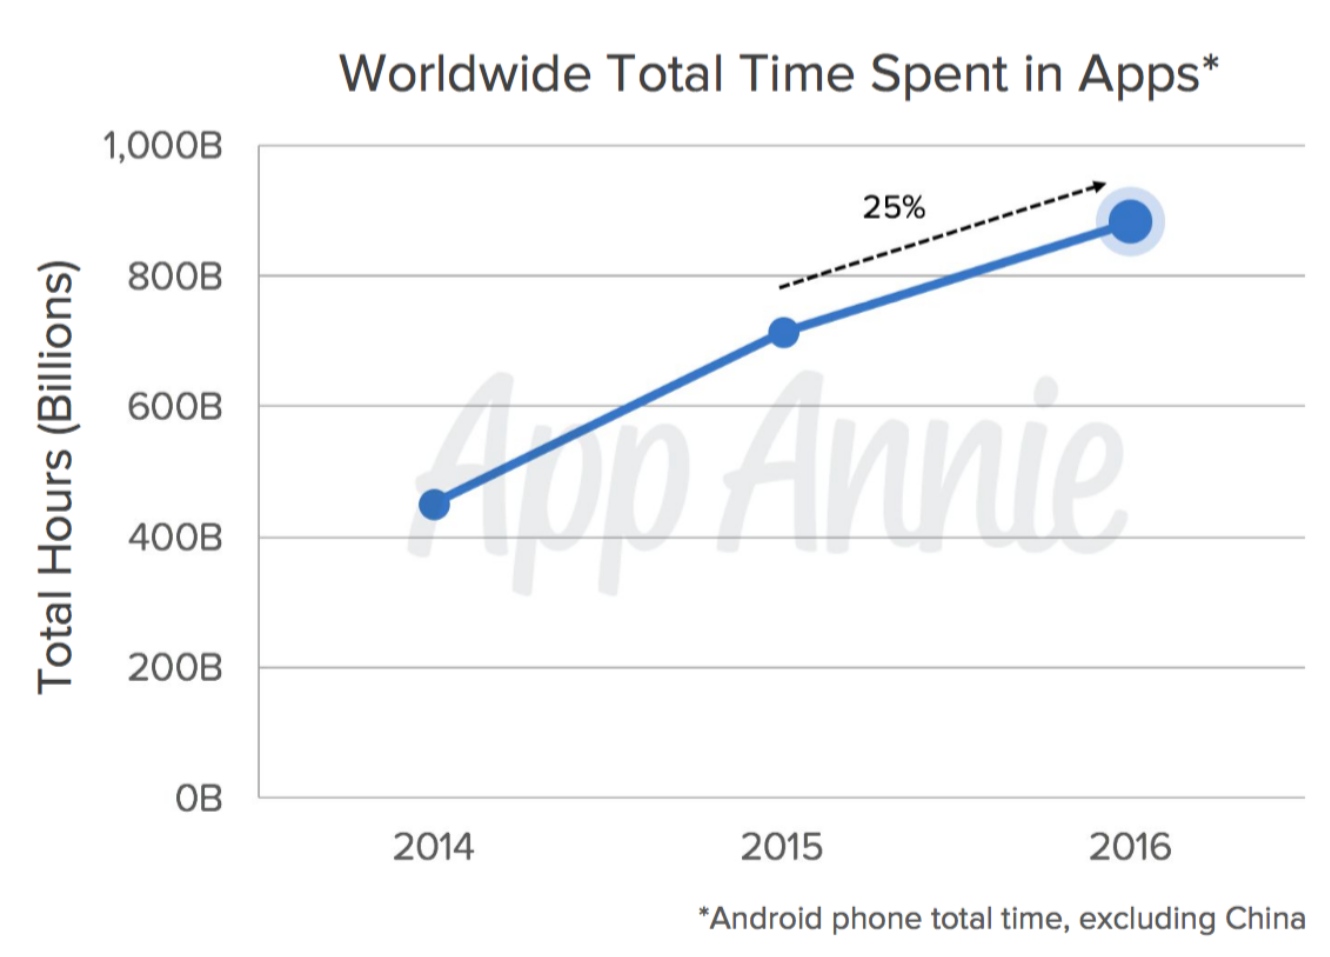 Worldwide Total Time Spent in Apps*
1,000B
25%
800B
600B
400B
200B
0B
Total Hours (Billions)
App Annie
2014 2015 2016
*Android phone total time, excluding China